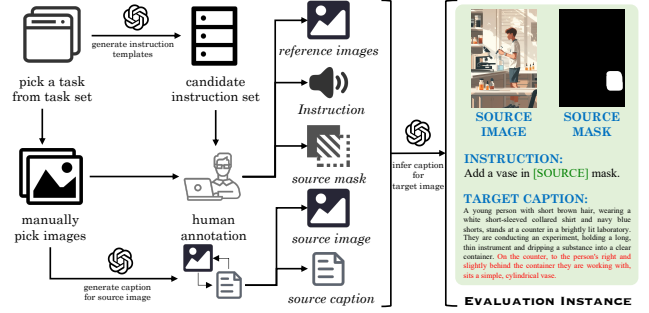 generate instruction
templates
pick a task
from task set
candidate
instruction set
manually
pick images
human
annotation
generate caption
for source image
reference images
Instruction
source mask
source image
source caption
infer caption for
target image
SOURCE
IMAGE
SOURCE
MASK
INSTRUCTION:
Add a vase in [SOURCE] mask.
TARGET CAPTION:
A young person with short brown hair, wearing a
white short-sleeved collared shirt and navy blue
shorts, stands at a counter in a brightly lit laboratory.
They are conducting an experiment, holding a long,
thin instrument and dripping a substance into a clear
container. On the counter, to the person's right and
slightly behind the container they are working with,
sits a simple, cylindrical vase.
EVALUATION INSTANCE